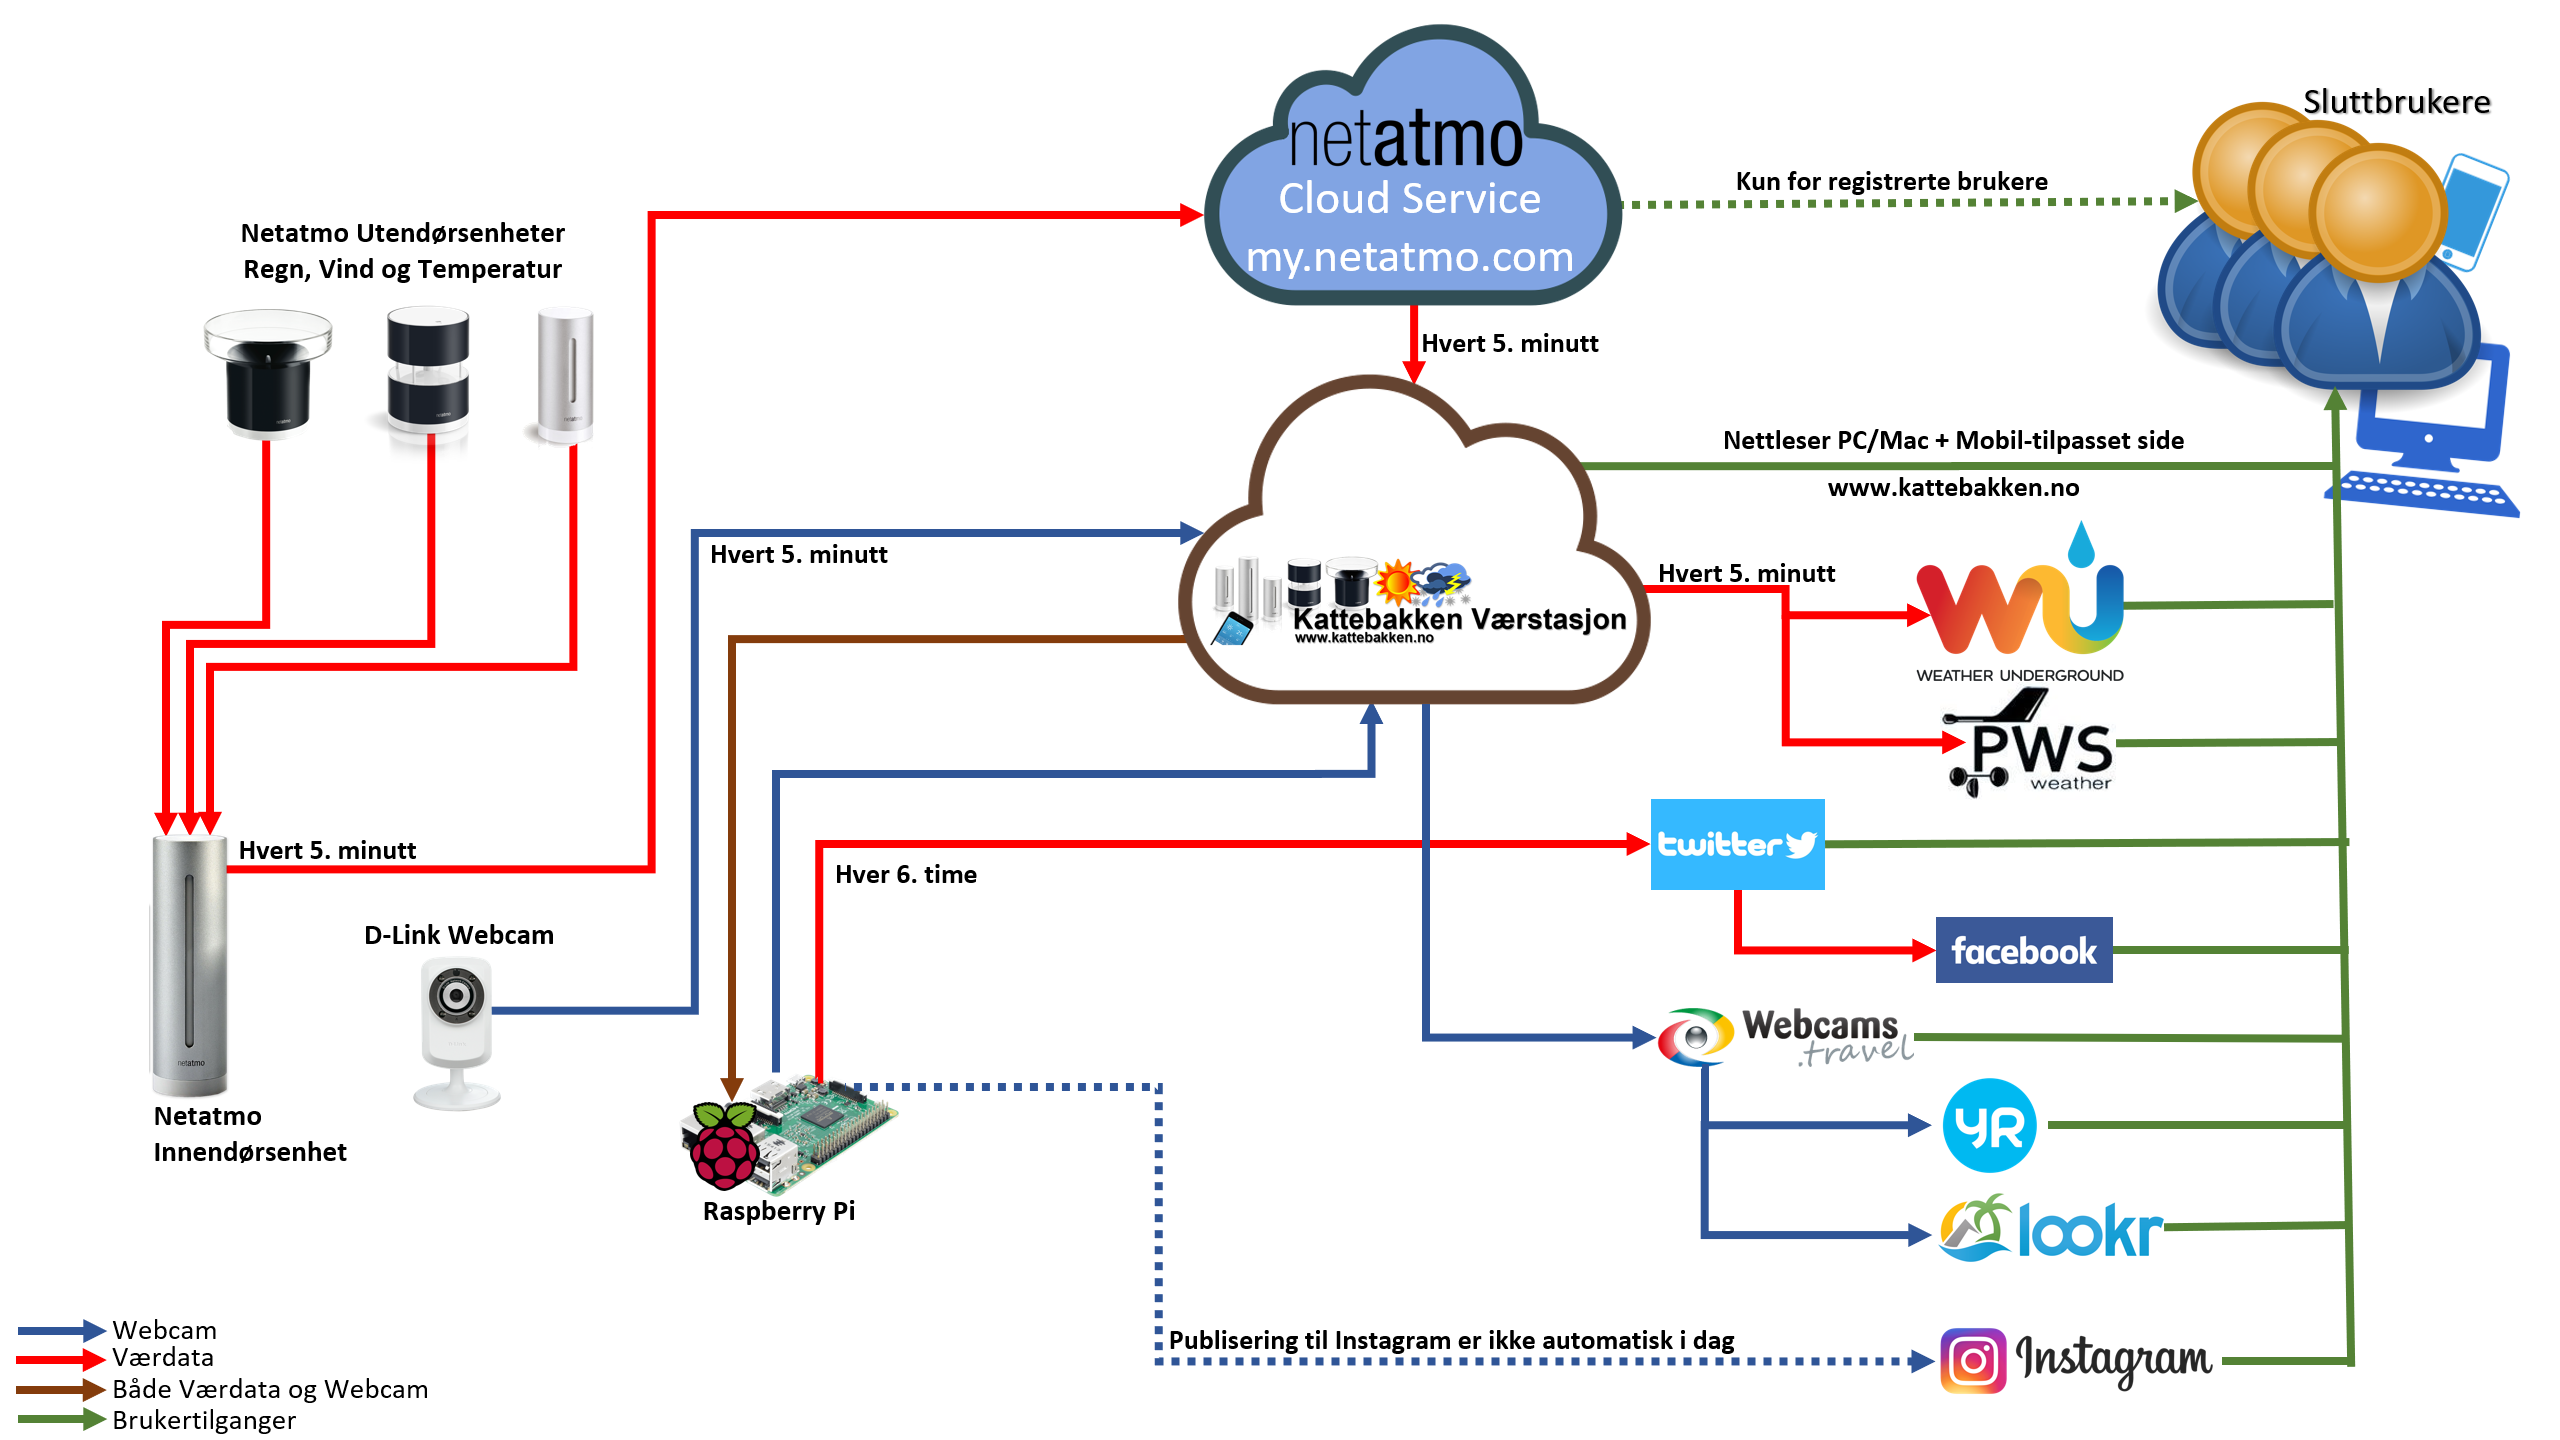 netatmo
Cloud Service
my.netatmo.com
Sluttbrukere
Kun for registrerte brukere
Netatmo Utendørsenheter
Regn, Vind og Temperatur
Hvert 5. minutt
Nettleser PC/Mac + Mobil-tilpasset side
www.kattebakken.no
Hvert 5. minutt
Hvert 5. minutt
Kattebakken Værstasjon
www.kattebakken.no
WU
WEATHER UNDERGROUND
PWS
weather
Hvert 5. minutt
twitter
Hver 6. time
D-Link Webcam
facebook
Webcams
.travel
netatmo
Netatmo
Innendørsenhet
YR
Raspberry Pi
lookr
Publisering til Instagram er ikke automatisk i dag
Instagram
Webcam
Værdata
Både Værdata og Webcam
Brukertilganger